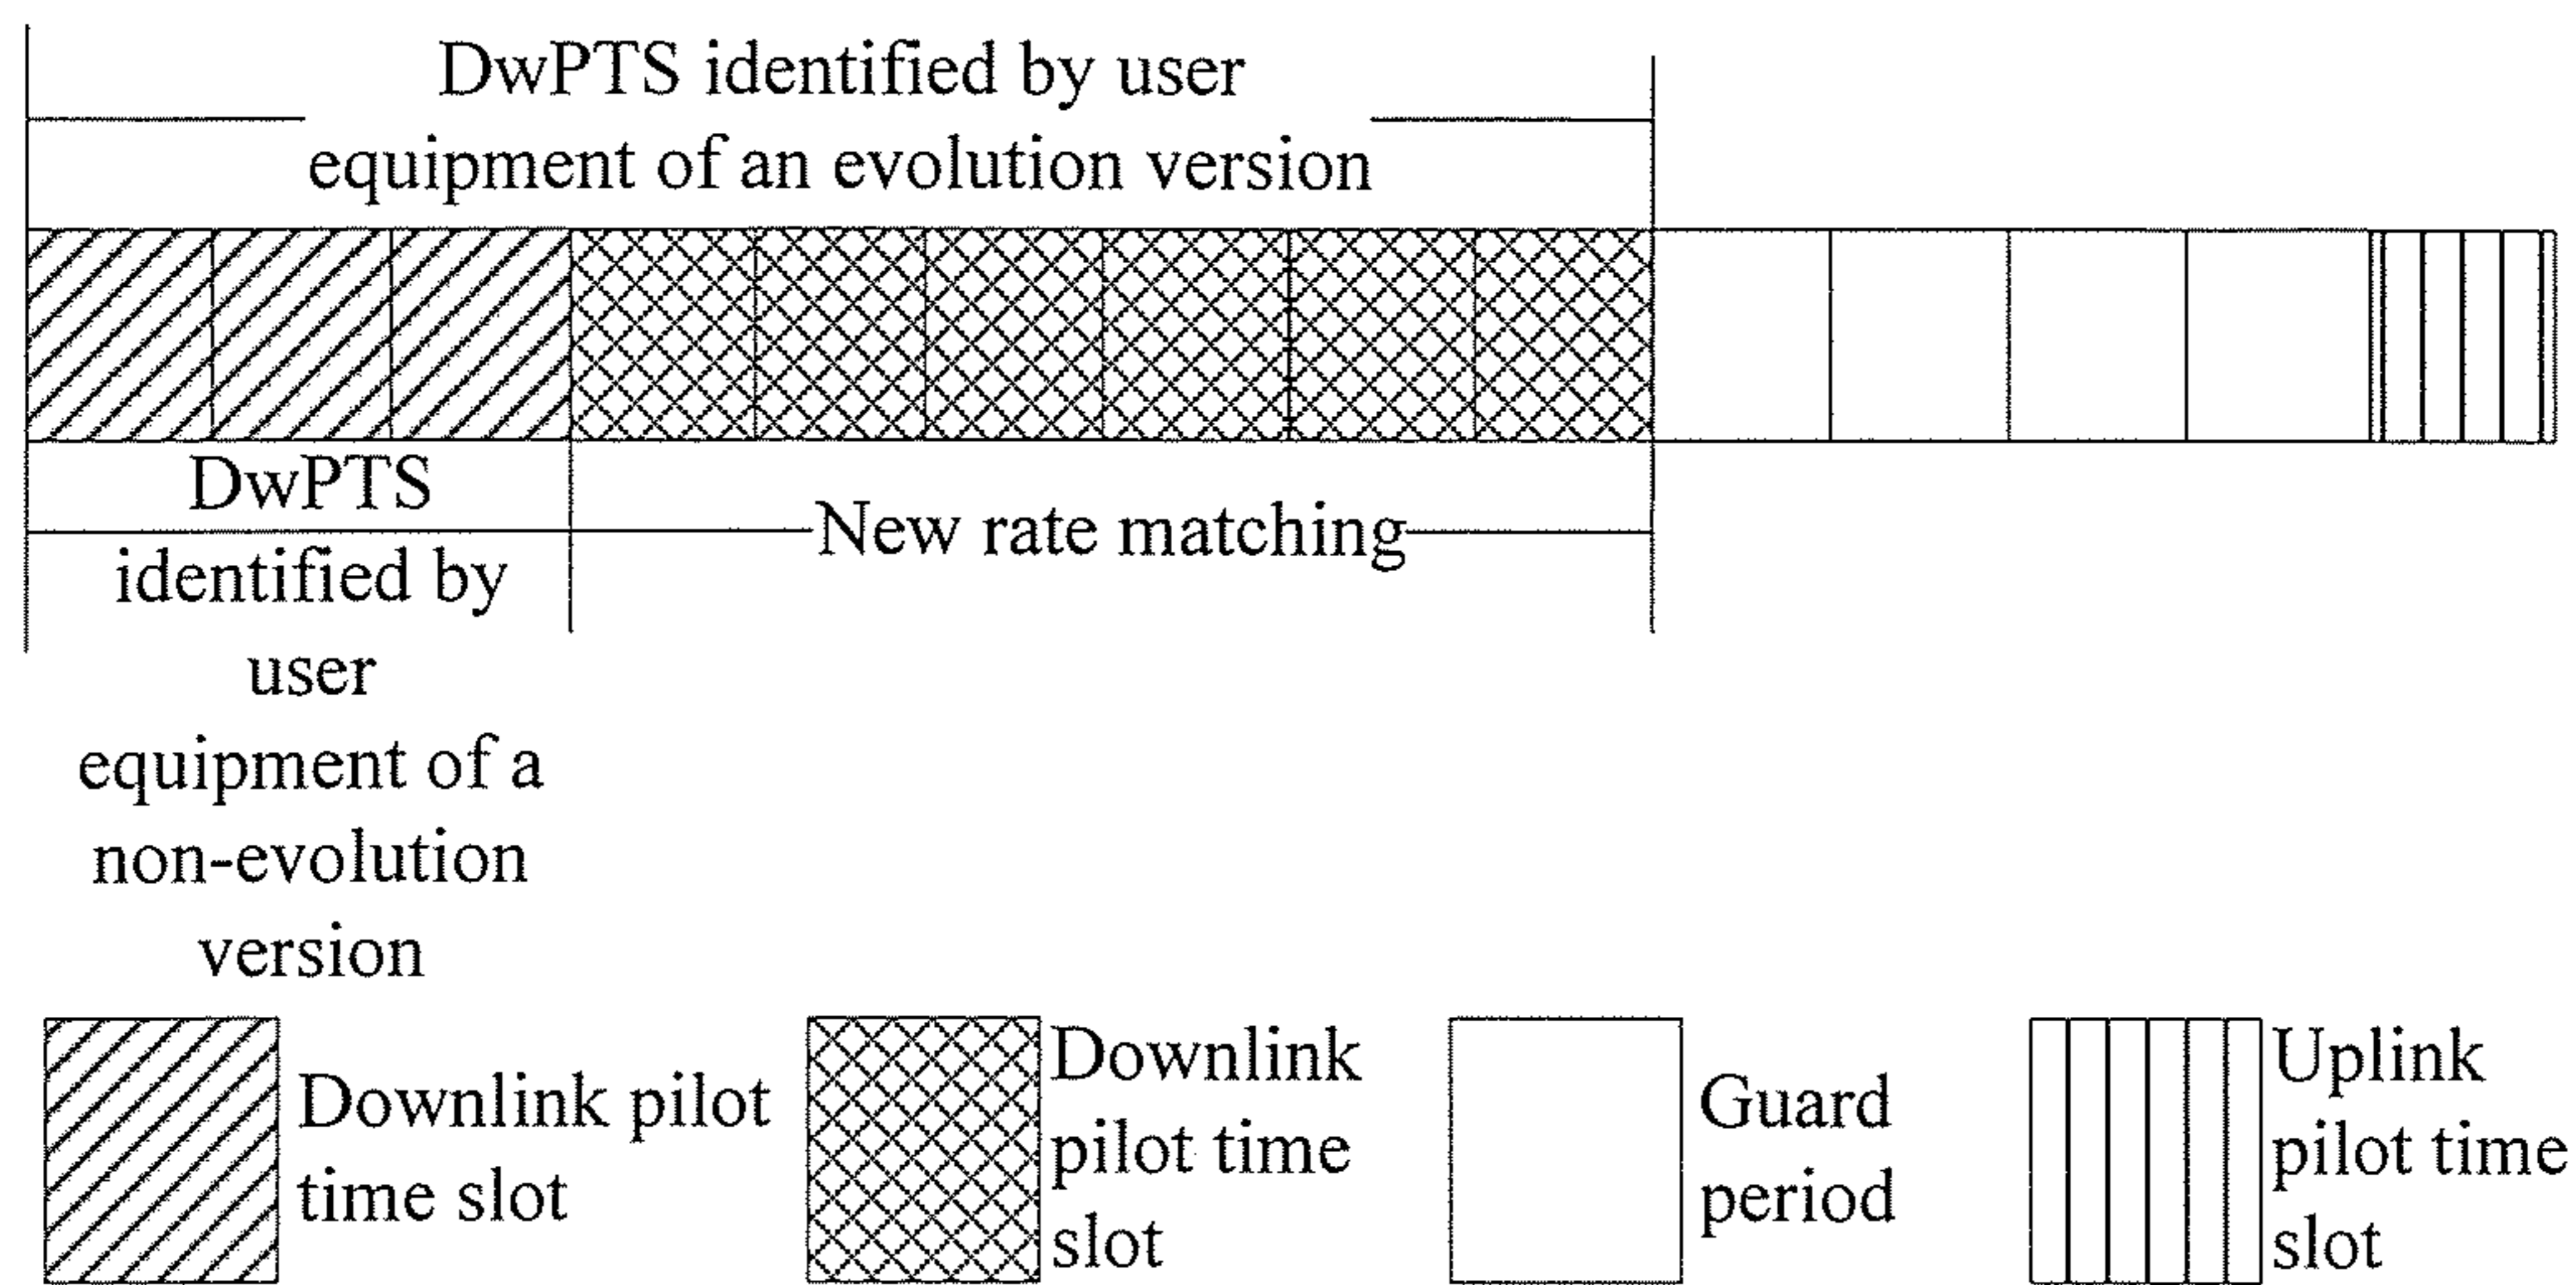 DwPTS identified by user
equipment of an evolution version
DwPTS
identified by
user
equipment of a
non-evolution
version
New rate matching
Downlink pilot
time slot
Downlink
pilot time
slot
Guard
period
Uplink
pilot time
slot